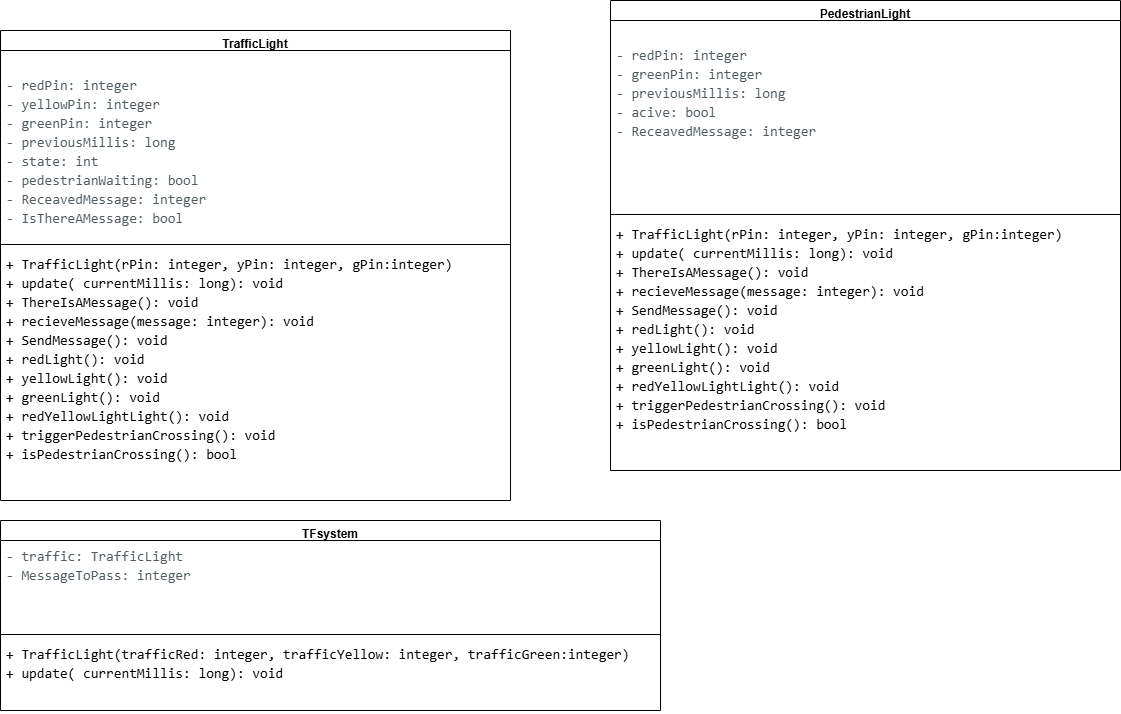 TrafficLight
- redPin: integer
- yellowPin: integer
- greenPin: integer
- previousMillis: long
- state: int
- pedestrianWaiting: bool
- ReceavedMessage: integer
- IsThereAMessage: bool
+ TrafficLight(rPin: integer, yPin: integer, gPin:integer)
+ update( currentMillis: long): void
+ ThereIsAMessage(): void
+ recieveMessage(message: integer): void
+ SendMessage(): void
+ redLight(): void
+ yellowLight(): void
+ greenLight(): void
+ redYellowLightLight(): void
+ triggerPedestrianCrossing(): void
+ isPedestrianCrossing(): bool
PedestrianLight
- redPin: integer
- greenPin: integer
- previousMillis: long
- acive: bool
- ReceavedMessage: integer
+ TrafficLight(rPin: integer, yPin: integer, gPin:integer)
+ update( currentMillis: long): void
+ ThereIsAMessage(): void
+ recieveMessage(message: integer): void
+ SendMessage(): void
+ redLight(): void
+ yellowLight(): void
+ greenLight(): void
+ redYellowLightLight(): void
+ triggerPedestrianCrossing(): void
+ isPedestrianCrossing(): bool
TFsystem
- traffic: TrafficLight
- MessageToPass: integer
+ TrafficLight(trafficRed: integer, trafficYellow: integer, trafficGreen:integer)
+ update( currentMillis: long): void